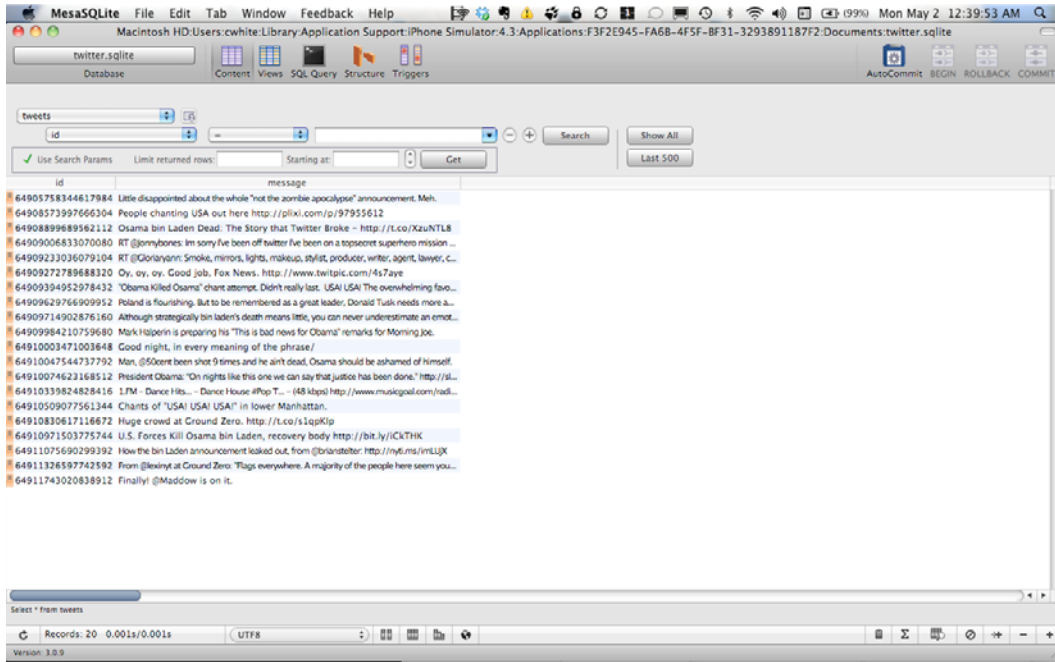 MesaSQLite File Edit Tab Window Feedback Help (99%) Mon May 2 12:39:53 AM
Macintosh HD:Users:cwhite:Library:Application Support:iPhone Simulator:4.3:Applications:F3F2E945-FA6B-4F5F-BF31-3293891187F2:Documents:twitter.sqlite
twitter.sqlite
Database Content Views SQL Query Structure Triggers AutoCommit BEGIN ROLLBACK COMMIT
tweets
id = Search Show All
Use Search Params Limit returned rows: Starting at: Get Last 500
id message
64905758344617984 Little disappointed about the whole "not the zombie apocalypse" announcement. Meh.
64908573997666304 People chanting USA out here http://plixi.com/p/97955612
64908899689562112 Osama bin Laden Dead: The Story that Twitter Broke – http://t.co/XzuNTL8
64909006833070080 RT @jonnybones: Im sorry I've been off twitter I've been on a topsecret superhero mission ...
64909233036079104 RT @Gloriaryann: Smoke, mirrors, lights, makeup, stylist, producer, writer, agent, lawyer, c...
64909272789688320 Oy, oy, oy. Good job, Fox News. http://www.twitpic.com/4s7aye
64909394952978432 "Obama Killed Osama" chant attempt. Didn't really last. USA! USA! The overwhelming favo...
64909629766909952 Poland is flourishing. But to be remembered as a great leader, Donald Tusk needs more a...
64909714902876160 Although strategically bin laden's death means little, you can never underestimate an emot...
64909984210759680 Mark Halperin is preparing his "This is bad news for Obama" remarks for Morning Joe.
64910003471003648 Good night, in every meaning of the phrase/
64910047544737792 Man, @50cent been shot 9 times and he ain't dead, Osama should be ashamed of himself.
64910074623168512 President Obama: "On nights like this one we can say that justice has been done." http://sl...
64910339824828416 1.FM – Dance Hits... – Dance House #Pop T... – (48 kbps) http://www.musicgoal.com/radi...
64910509077561344 Chants of "USA! USA! USA!" in lower Manhattan.
64910830617116672 Huge crowd at Ground Zero. http://t.co/s1qpKlp
64910971503775744 U.S. Forces Kill Osama bin Laden, recovery body http://bit.ly/iCkTHK
64911075690299392 How the bin Laden announcement leaked out, from @brianstelter: http://nyti.ms/imLUJX
64911326597742592 From @lexinyt at Ground Zero: "Flags everywhere. A majority of the people here seem you...
64911743020838912 Finally! @Maddow is on it.
Select * from tweets
Records: 20 0.001s/0.001s UTF8
Version: 3.0.9